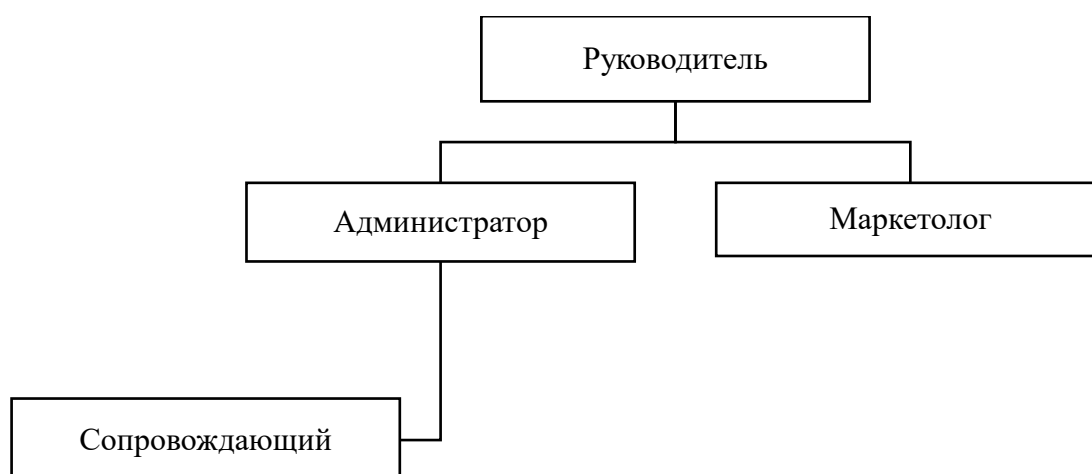 Руководитель
Администратор
Маркетолог
Сопровождающий